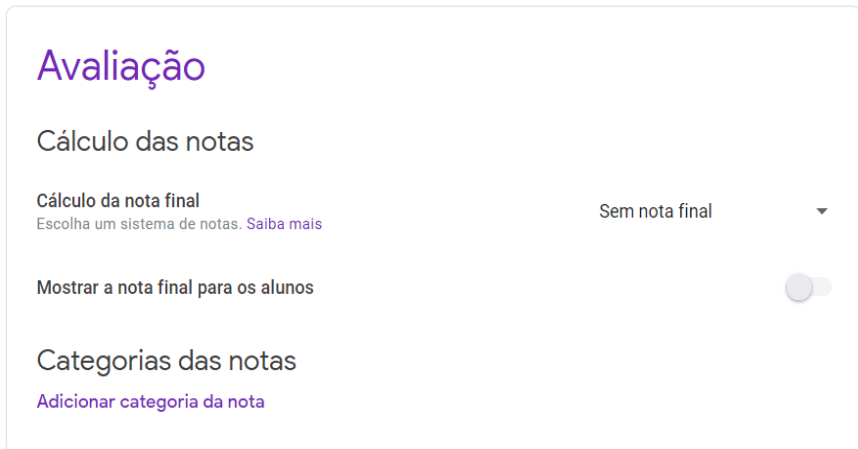 Avaliação
Cálculo das notas
Cálculo da nota final
Escolha um sistema de notas. Saiba mais
Sem nota final
Mostrar a nota final para os alunos
Categorias das notas
Adicionar categoria da nota